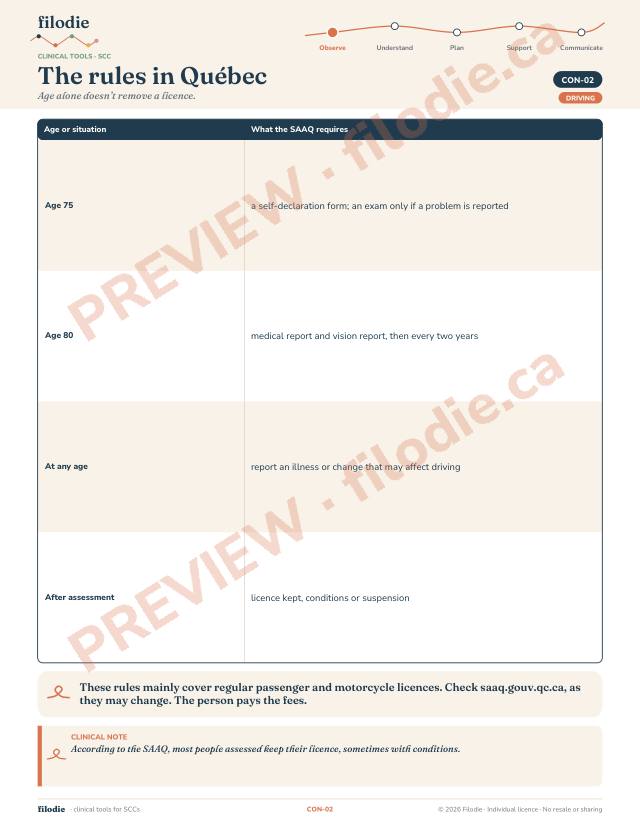 filodie
CLINICAL TOOLS · SCC
Observe Understand Plan Support Communicate
The rules in Québec
Age alone doesn't remove a licence.
CON-02
DRIVING
Age or situation What the SAAQ requires
Age 75 a self-declaration form; an exam only if a problem is reported
Age 80 medical report and vision report, then every two years
At any age report an illness or change that may affect driving
After assessment licence kept, conditions or suspension
PREVIEW · filodie.ca
PREVIEW · filodie.ca
These rules mainly cover regular passenger and motorcycle licences. Check saaq.gouv.qc.ca, as
they may change. The person pays the fees.
CLINICAL NOTE
According to the SAAQ, most people assessed keep their licence, sometimes with conditions.
filodie · clinical tools for SCCs CON-02 © 2026 Filodie · Individual licence · No resale or sharing